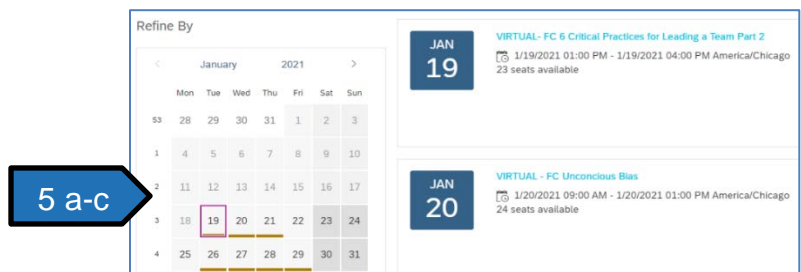 Refine By
January 2021
Mon Tue Wed Thu Fri Sat Sun
53 28 29 30 31 1 2 3
1 4 5 6 7 8 9 10
2 11 12 13 14 15 16 17
3 18 19 20 21 22 23 24
4 25 26 27 28 29 30 31
5 a-c
JAN
19
VIRTUAL- FC 6 Critical Practices for Leading a Team Part 2
1/19/2021 01:00 PM - 1/19/2021 04:00 PM America/Chicago
23 seats available
JAN
20
VIRTUAL - FC Unconcious Bias
1/20/2021 09:00 AM - 1/20/2021 01:00 PM America/Chicago
24 seats available